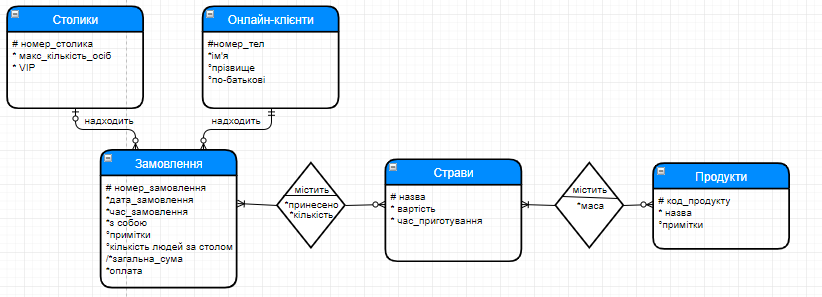 Столики
# номер_столика
* макс_кількість_осіб
* VIP
Онлайн-клієнти
#номер_тел
*ім'я
°прізвище
°по-батькові
надходить
надходить
Замовлення
# номер_замовлення
*дата_замовлення
*час_замовлення
*з собою
°примітки
°кількість людей за столом
/*загальна_сума
*оплата
містить
*принесено
*кількість
Страви
# назва
* вартість
* час_приготування
містить
*маса
Продукти
# код_продукту
* назва
°примітки